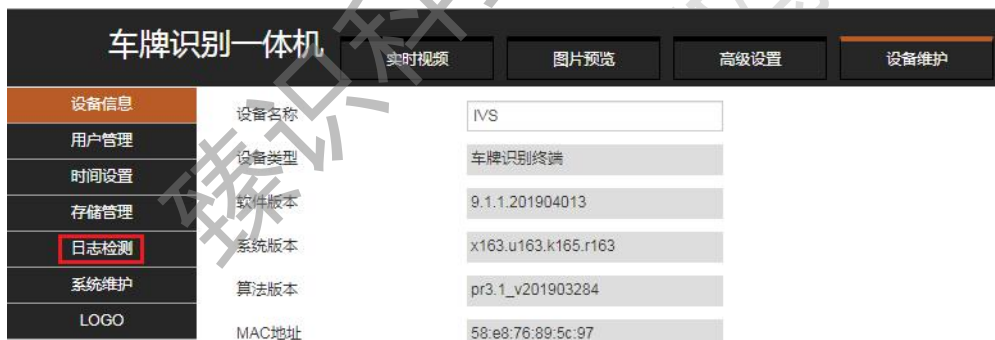 车牌识别一体机 实时视频 图片预览 高级设置 设备维护
设备信息
设备名称 IVS
用户管理
设备类型 车牌识别终端
时间设置
软件版本 9.1.1.201904013
存储管理
日志检测
系统版本 x163.u163.k165.r163
系统维护
算法版本 pr3.1_v201903284
LOGO
MAC地址 58:e8:76:89:5c:97
臻识科